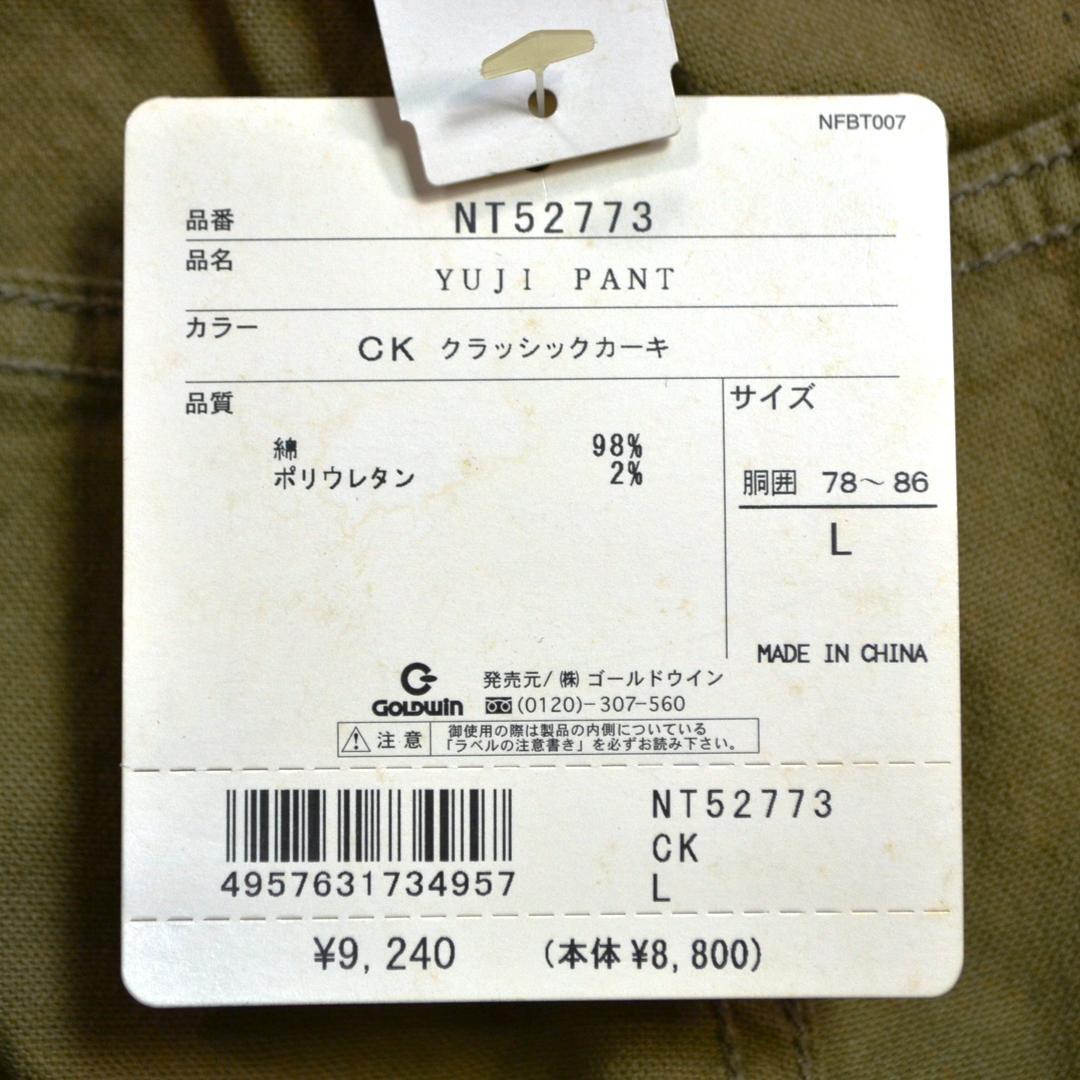 NFBT007
品番 NT52773
品名 YUJI PANT
カラー CK クラッシックカーキ
品質
綿 98%
ポリウレタン 2%
サイズ
胴囲 78～86
L
MADE IN CHINA
GOLDWIN
発売元/㈱ゴールドウイン
(0120)-307-560
注意
御使用の際は製品の内側についている
「ラベルの注意書き」を必ずお読み下さい。
4957631734957
NT52773
CK
L
¥9,240 (本体¥8,800)